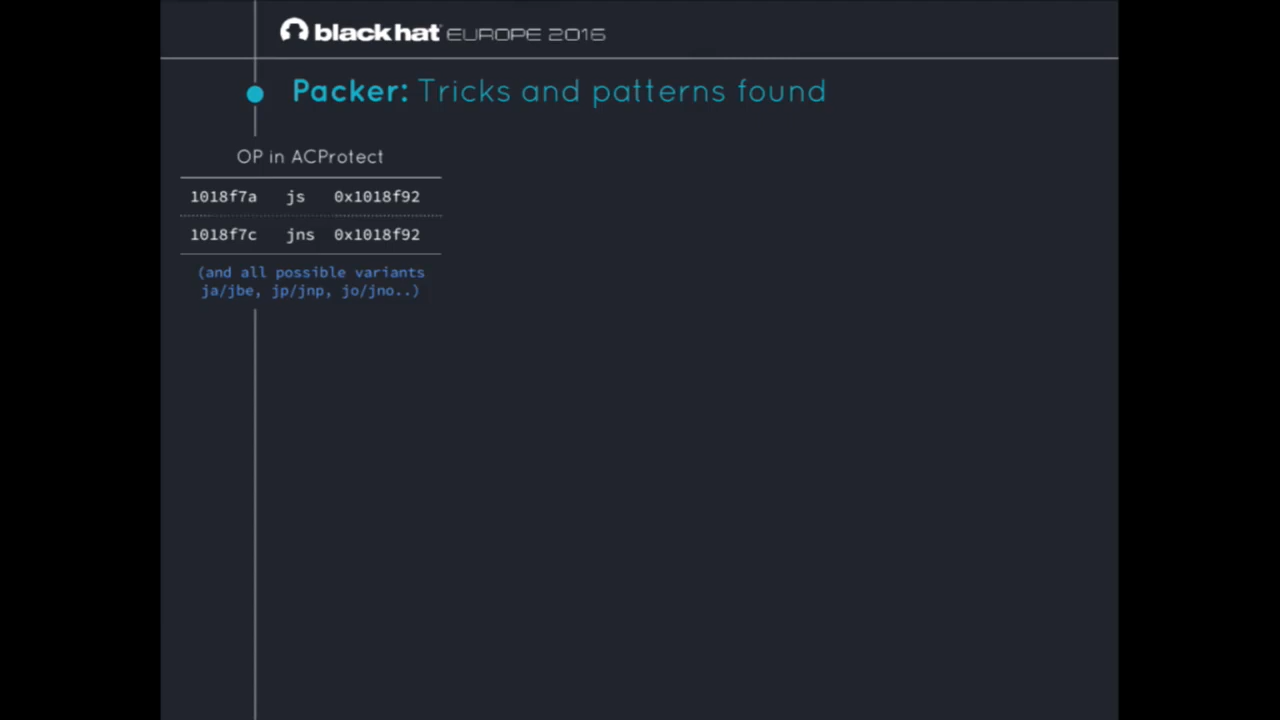 black hat EUROPE 2016
Packer: Tricks and patterns found
OP in ACProtect
1018f7a js 0x1018f92
1018f7c jns 0x1018f92
(and all possible variants
ja/jbe, jp/jnp, jo/jno..)